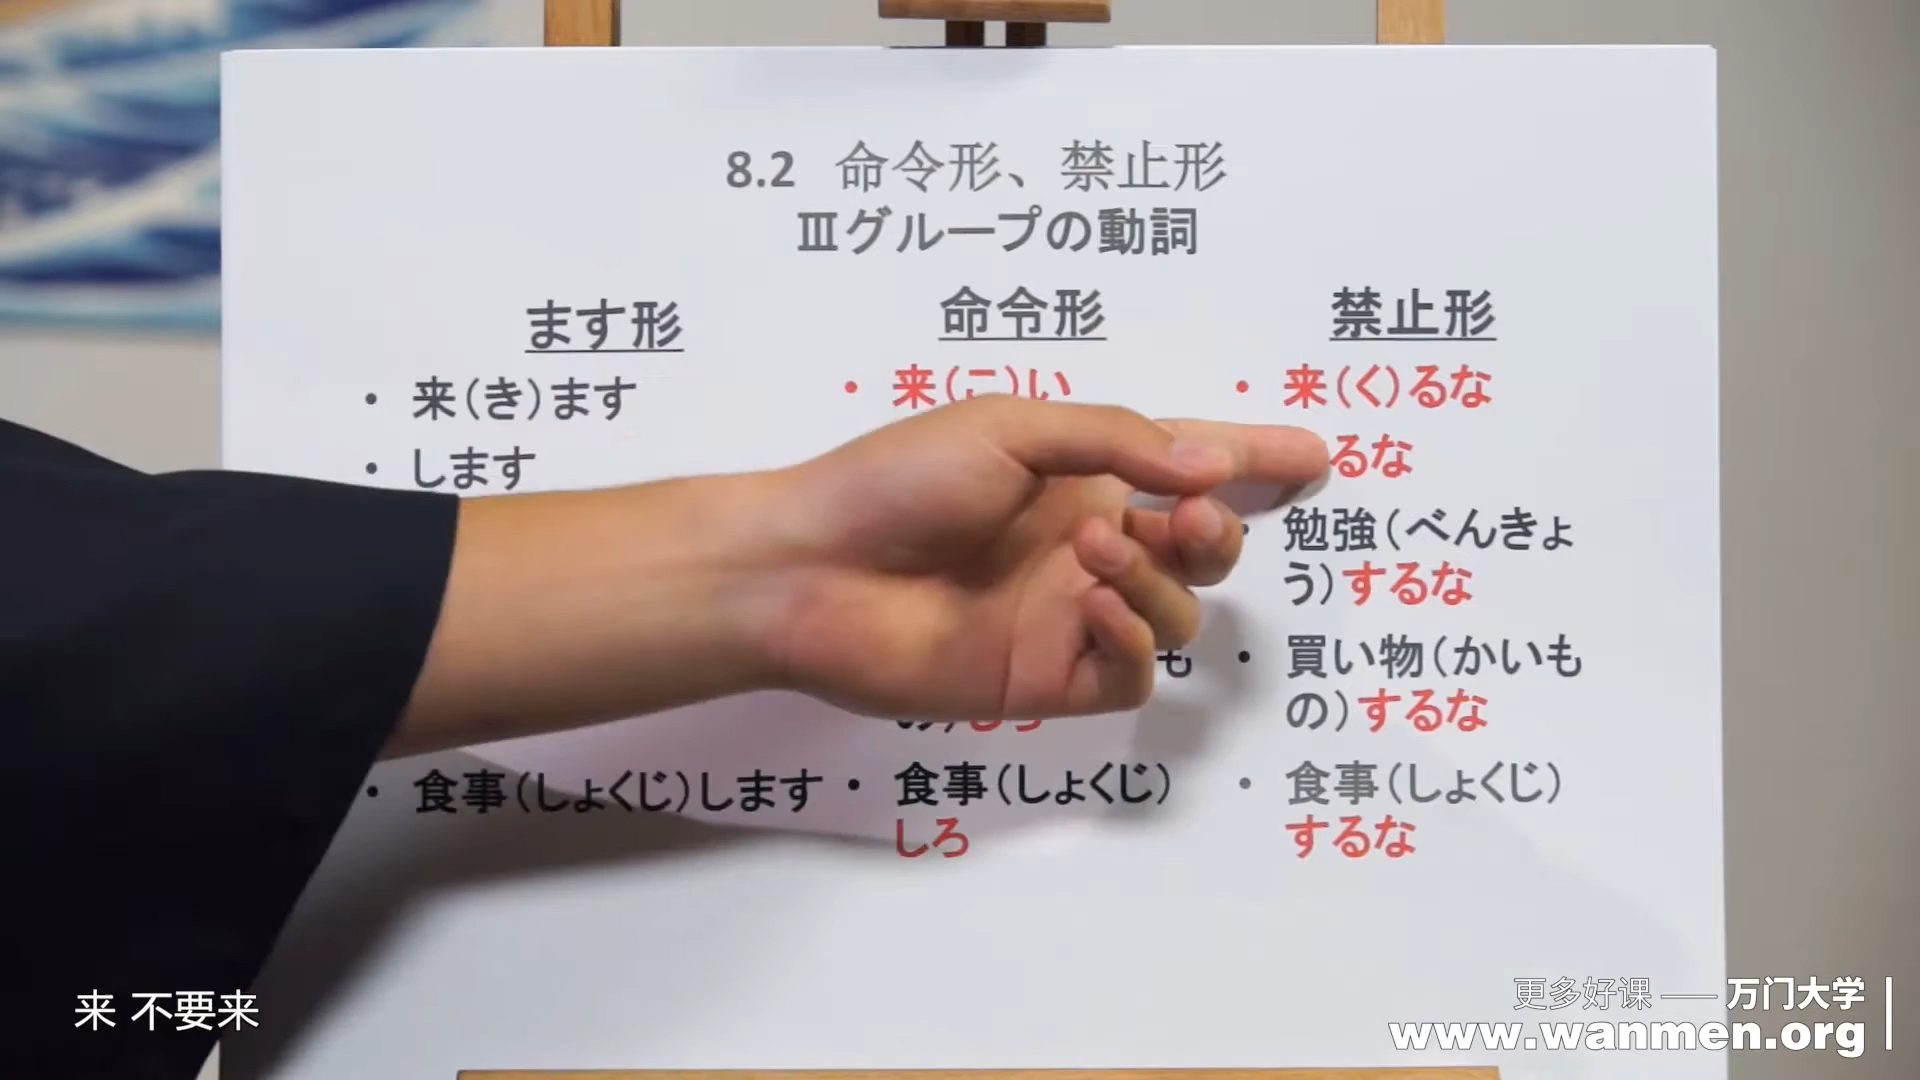 8.2 命令形、禁止形
Ⅲグループの動詞
ます形
来(き)ます
します
食事(しょくじ)します
命令形
来(こ)い
も
食事(しょくじ)
しろ
禁止形
来(く)るな
るな
勉強(べんきょ
う)するな
買い物(かいも
の)するな
食事(しょくじ)
するな
来 不要来
更多好课 —— 万门大学
www.wanmen.org